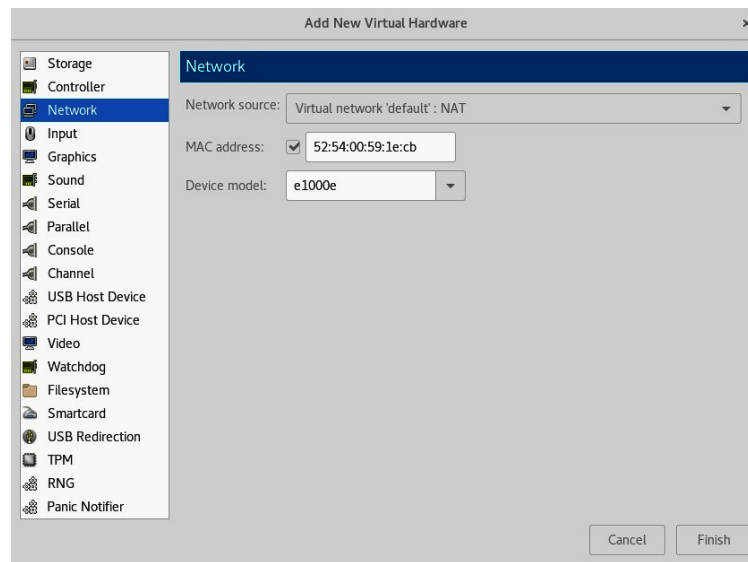 Add New Virtual Hardware
Storage
Controller
Network
Input
Graphics
Sound
Serial
Parallel
Console
Channel
USB Host Device
PCI Host Device
Video
Watchdog
Filesystem
Smartcard
USB Redirection
TPM
RNG
Panic Notifier
Network
Network source: Virtual network 'default' : NAT
MAC address: 52:54:00:59:1e:cb
Device model: e1000e
Cancel Finish